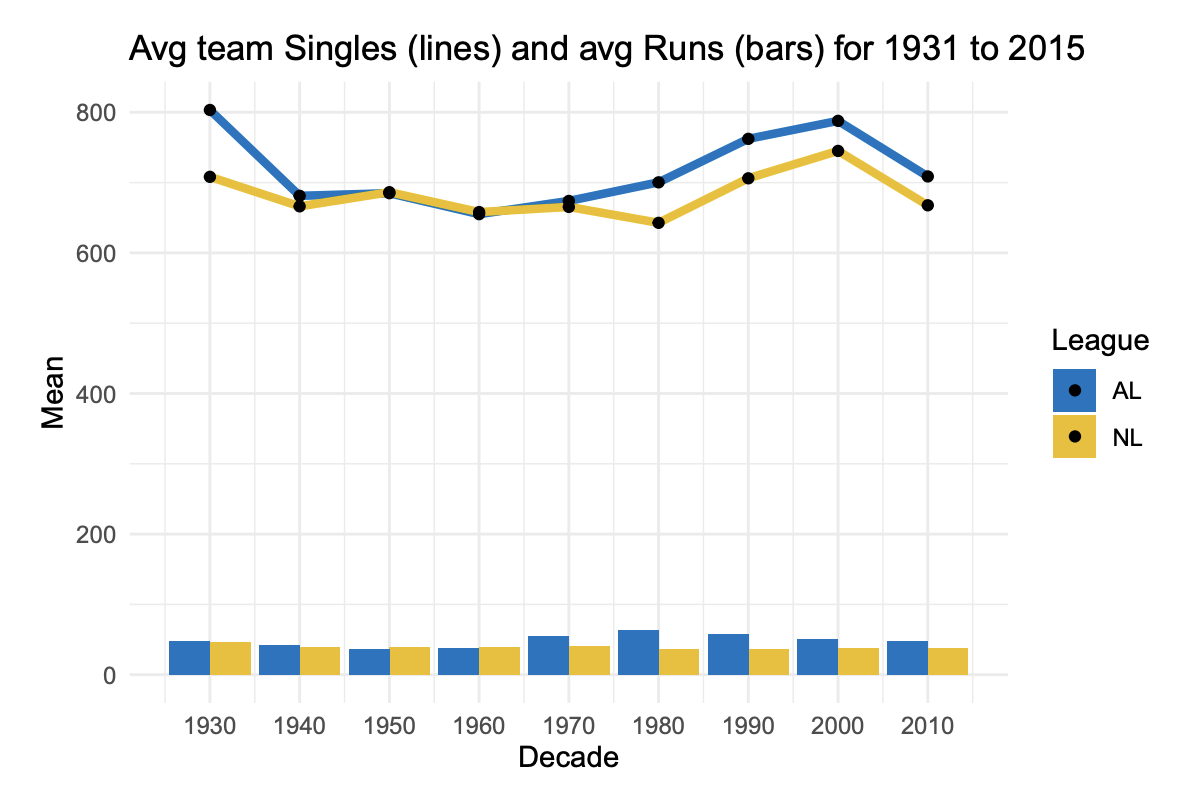 Avg team Singles (lines) and avg Runs (bars) for 1931 to 2015
800
600
400
200
0
Mean
1930 1940 1950 1960 1970 1980 1990 2000 2010
Decade
League
AL
NL